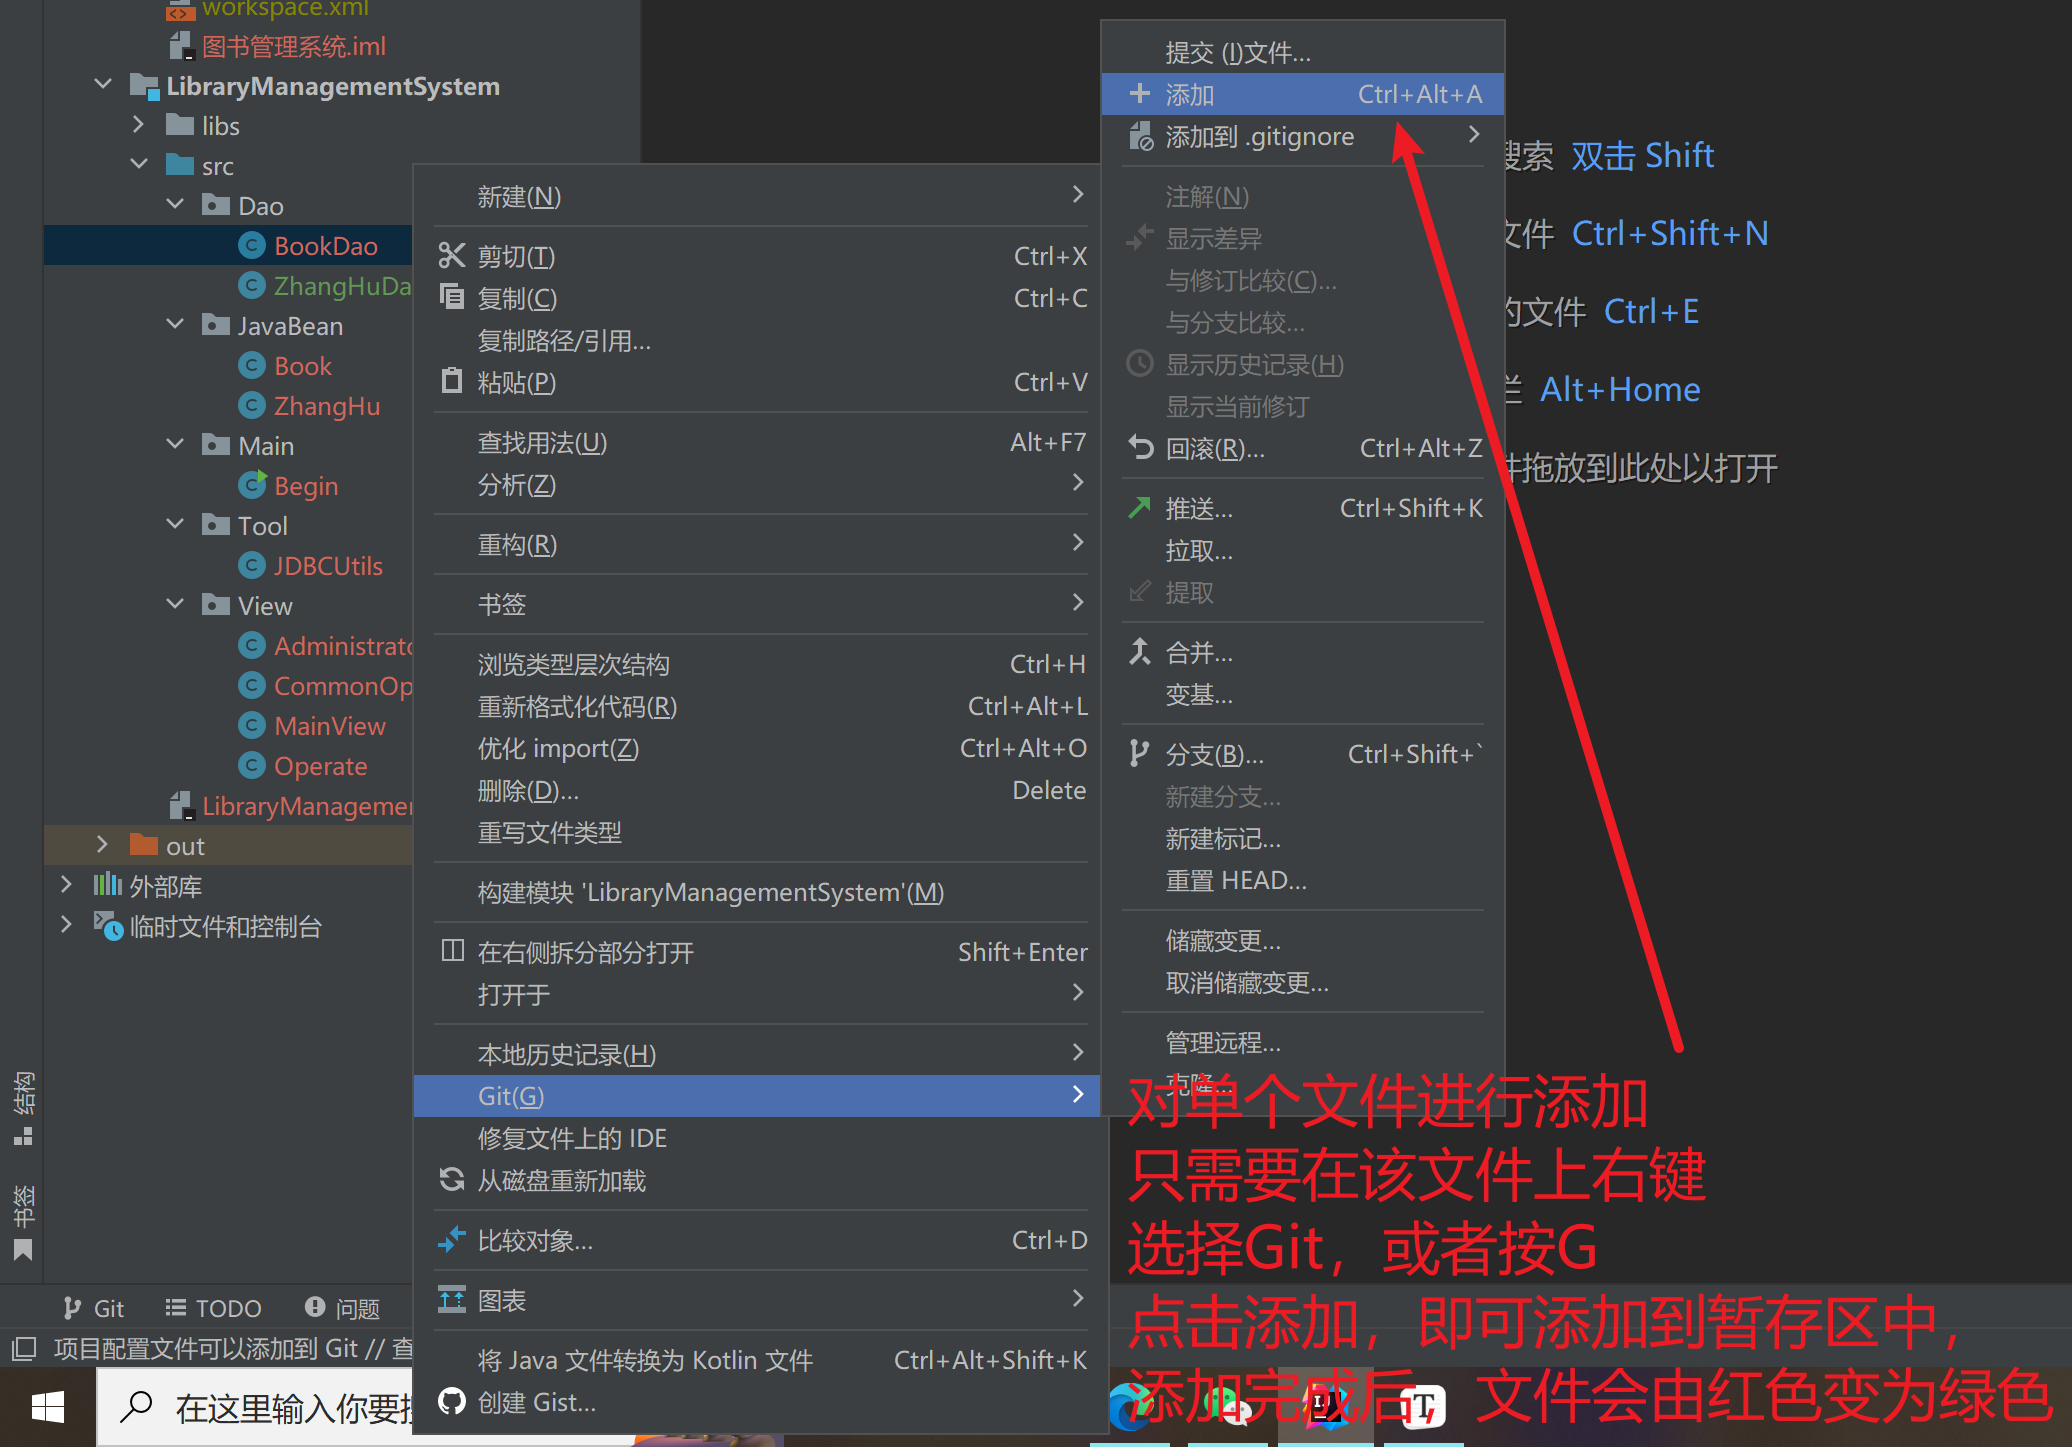 workspace.xml
图书管理系统.iml
LibraryManagementSystem
libs
src
Dao
BookDao
ZhangHuDa
JavaBean
Book
ZhangHu
Main
Begin
Tool
JDBCUtils
View
Administrato
CommonOp
MainView
Operate
LibraryManagemen
out
外部库
临时文件和控制台
结构
书签
Git
TODO
问题
项目配置文件可以添加到 Git // 查
在这里输入你要搜
新建(N)
剪切(T) Ctrl+X
复制(C) Ctrl+C
复制路径/引用...
粘贴(P) Ctrl+V
查找用法(U) Alt+F7
分析(Z)
重构(R)
书签
浏览类型层次结构 Ctrl+H
重新格式化代码(R) Ctrl+Alt+L
优化 import(Z) Ctrl+Alt+O
删除(D)... Delete
重写文件类型
构建模块 'LibraryManagementSystem'(M)
在右侧拆分部分打开 Shift+Enter
打开于
本地历史记录(H)
Git(G)
修复文件上的 IDE
从磁盘重新加载
比较对象... Ctrl+D
图表
将 Java 文件转换为 Kotlin 文件 Ctrl+Alt+Shift+K
创建 Gist...
提交 (I)文件...
添加 Ctrl+Alt+A
添加到 .gitignore
注解(N)
显示差异
与修订比较(C)...
与分支比较...
显示历史记录(H)
显示当前修订
回滚(R)... Ctrl+Alt+Z
推送... Ctrl+Shift+K
拉取...
提取
合并...
变基...
分支(B)... Ctrl+Shift+`
新建分支...
新建标记...
重置 HEAD...
储藏变更...
取消储藏变更...
管理远程...
克隆...
搜索 双击 Shift
文件 Ctrl+Shift+N
的文件 Ctrl+E
栏 Alt+Home
件拖放到此处以打开
对单个文件进行添加
只需要在该文件上右键
选择Git，或者按G
点击添加，即可添加到暂存区中，
添加完成后，文件会由红色变为绿色
T